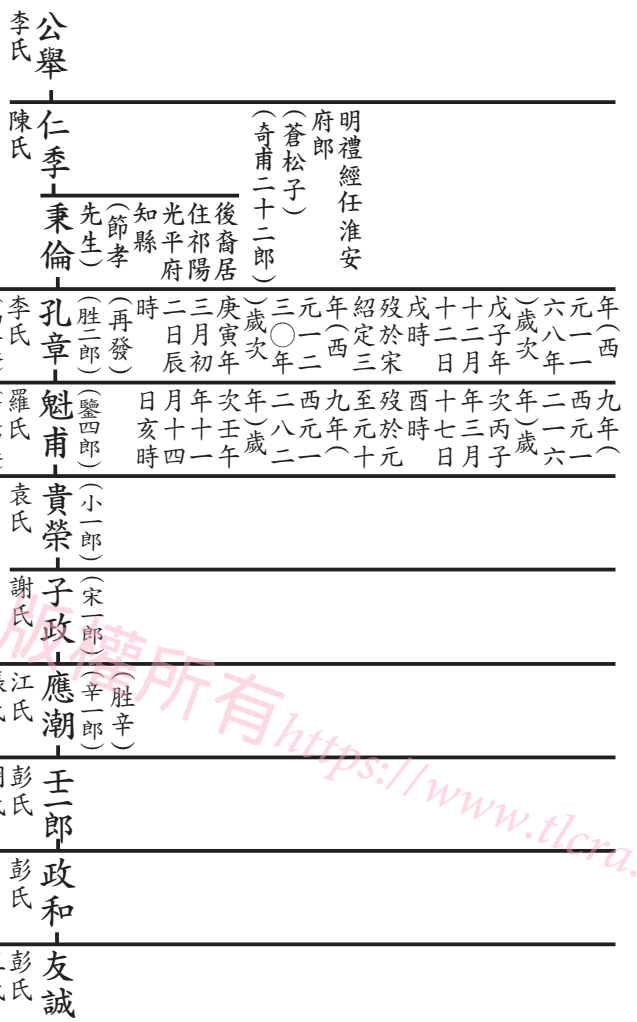 公舉
李氏
明禮經任淮安
府郎
(蒼松子)
(奇甫二十二郎)
仁季
陳氏
後裔居
住祁陽
光平府
知縣
(節孝
先生)
秉倫
年(西
元一一
六八年
)歲次
戊子年
十二月
十二日
戌時
歿於宋
紹定三
年(西
元一二
三〇年
)歲次
庚寅年
三月初
二日辰
時
(再發)
(胜二郎)
孔章
李氏
九年(
西元一
二一六
年)歲
次丙子
年三月
十七日
酉時
歿於元
至元十
九年(
西元一
二八二
年)歲
次壬午
年十一
月十四
日亥時
(鑒四郎)
魁甫
羅氏
(小一郎)
貴榮
袁氏
(宋一郎)
子政
謝氏
(胜辛)
(辛一郎)
應潮
江氏
壬一郎
彭氏
政和
彭氏
友誠
彭氏
版權所有https://www.tlcra.